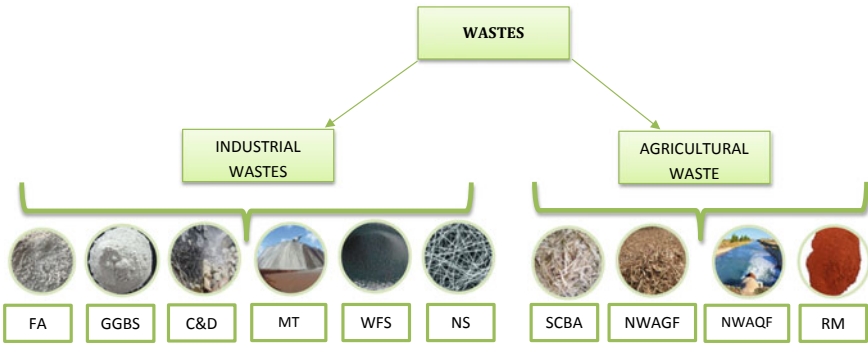 WASTES
INDUSTRIAL
WASTES
AGRICULTURAL
WASTE
FA
GGBS
C&D
MT
WFS
NS
SCBA
NWAGF
NWAQF
RM